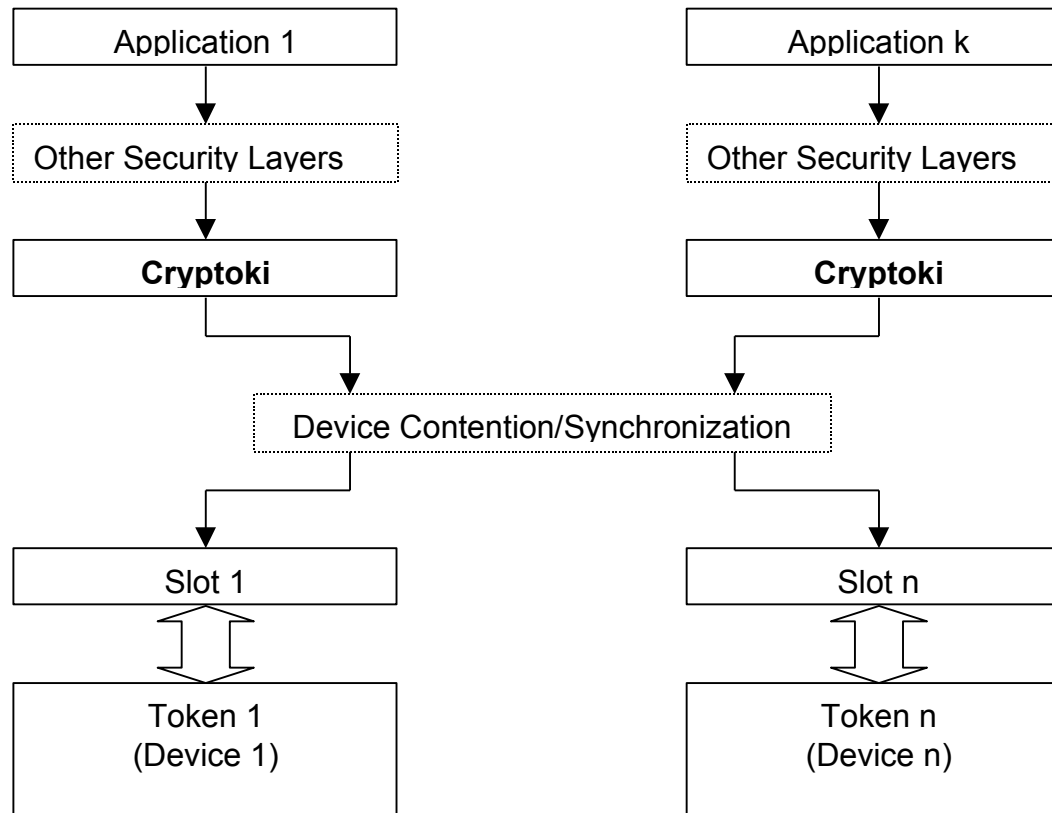 Application 1
Application k
Other Security Layers
Other Security Layers
Cryptoki
Cryptoki
Device Contention/Synchronization
Slot 1
Slot n
Token 1
(Device 1)
Token n
(Device n)